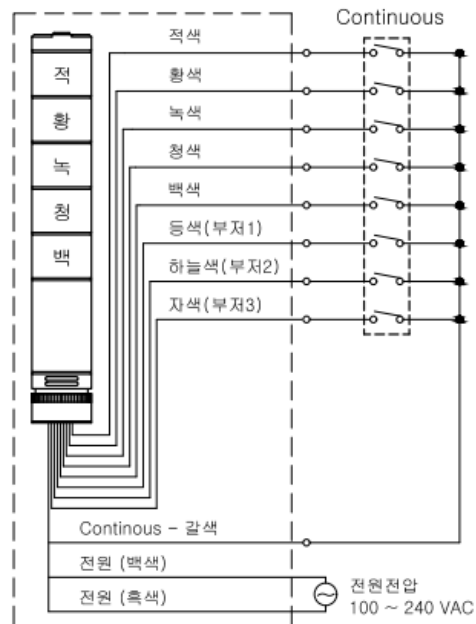 Continuous
적색
황색
녹색
청색
백색
등색(부저1)
하늘색(부저2)
자색(부저3)
적
황
녹
청
백
Continous - 갈색
전원 (백색)
전원 (흑색)
전원전압
100 ~ 240 VAC